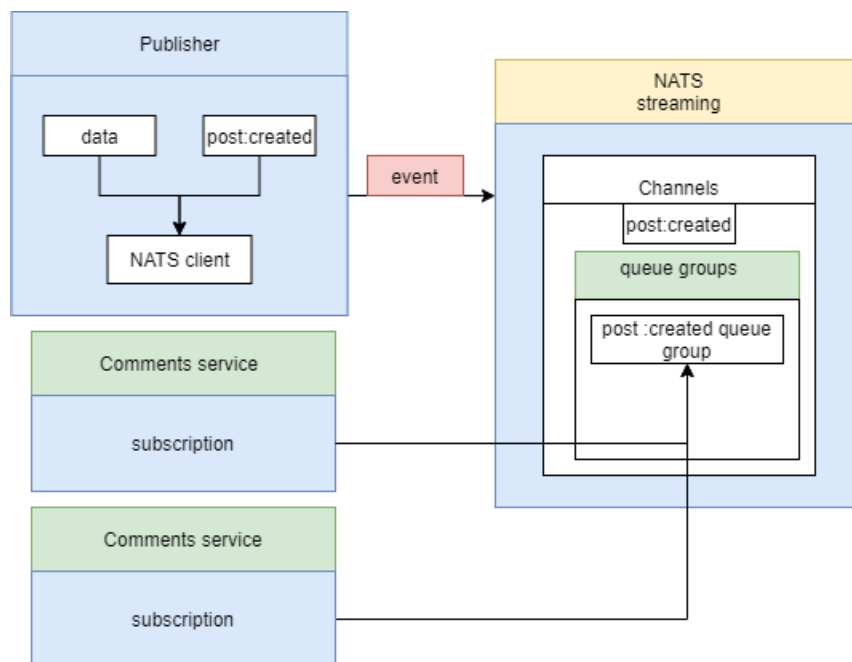 Publisher
data
post:created
NATS client
event
NATS
streaming
Channels
post:created
queue groups
post :created queue
group
Comments service
subscription
Comments service
subscription